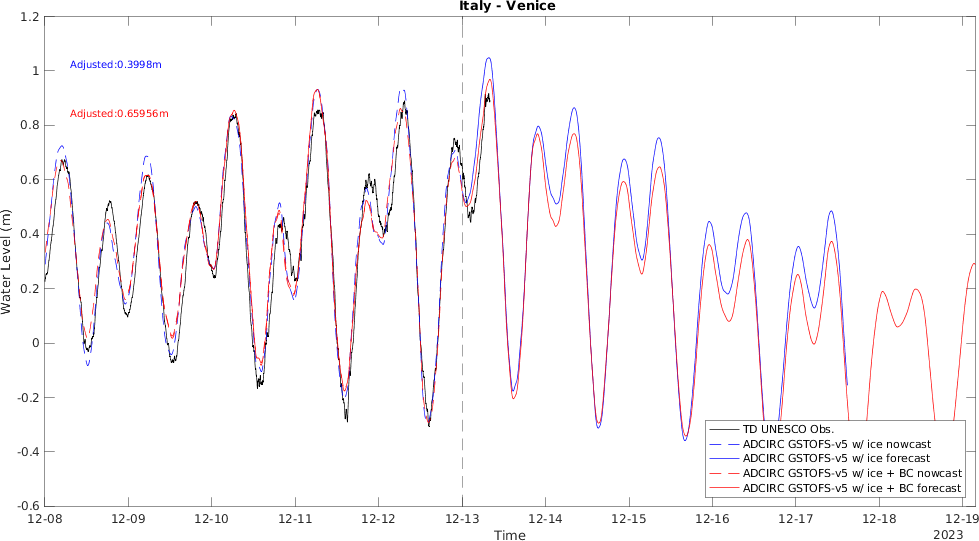 Italy - Venice
1.2
1
0.8
0.6
0.4
0.2
0
-0.2
-0.4
-0.6
Water Level (m)
Adjusted:0.3998m
Adjusted:0.65956m
TD UNESCO Obs.
ADCIRC GSTOFS-v5 w/ ice nowcast
ADCIRC GSTOFS-v5 w/ ice forecast
ADCIRC GSTOFS-v5 w/ ice + BC nowcast
ADCIRC GSTOFS-v5 w/ ice + BC forecast
12-08 12-09 12-10 12-11 12-12 12-13 12-14 12-15 12-16 12-17 12-18 12-19
Time
2023